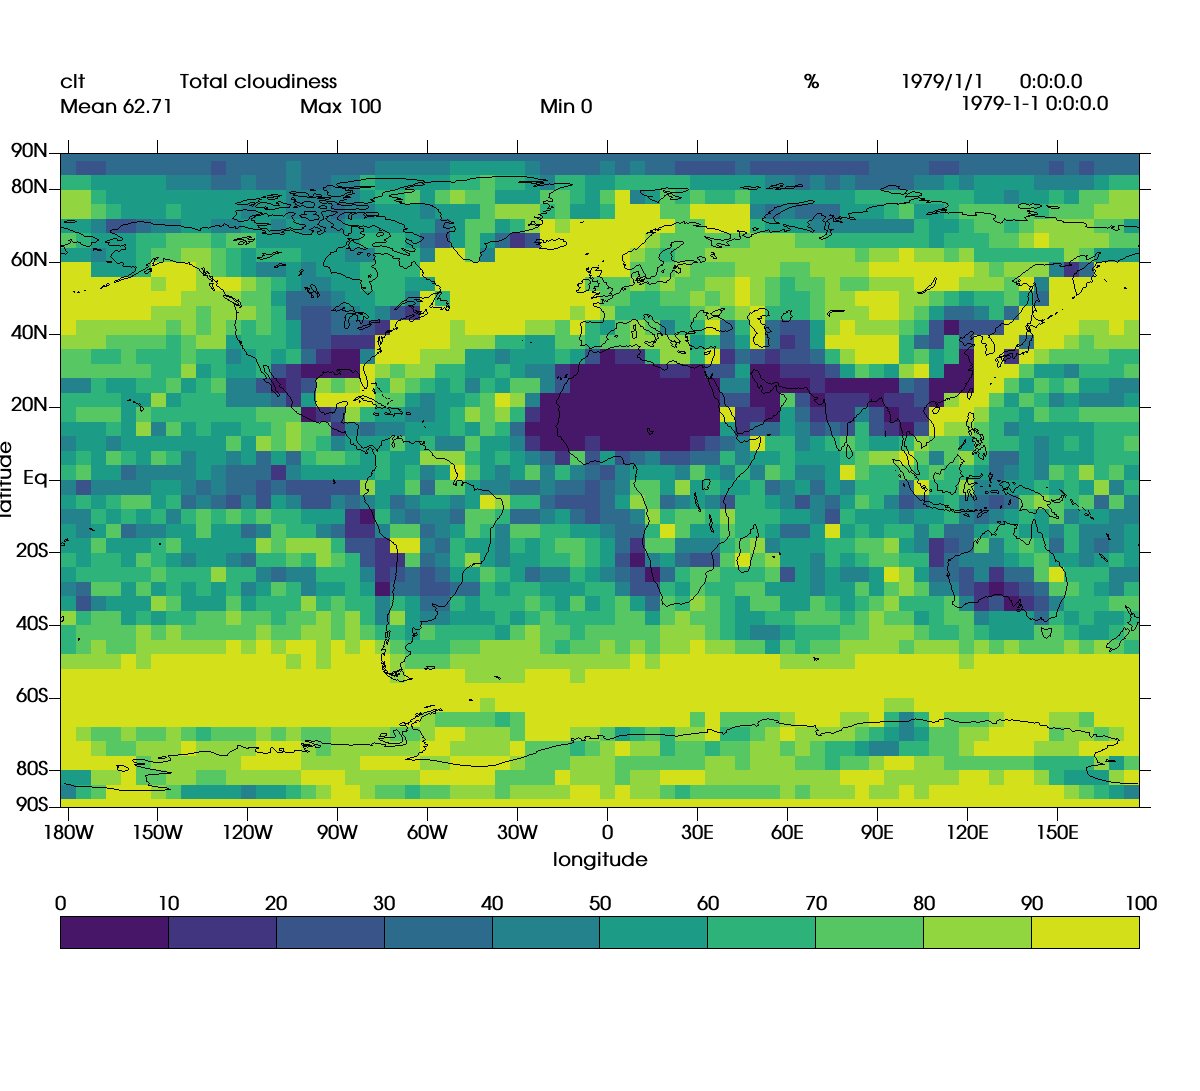 clt Total cloudiness % 1979/1/1 0:0:0.0
Mean 62.71 Max 100 Min 0 1979-1-1 0:0:0.0
90N
80N
60N
40N
20N
Eq
20S
40S
60S
80S
90S
latitude
180W 150W 120W 90W 60W 30W 0 30E 60E 90E 120E 150E
longitude
0 10 20 30 40 50 60 70 80 90 100